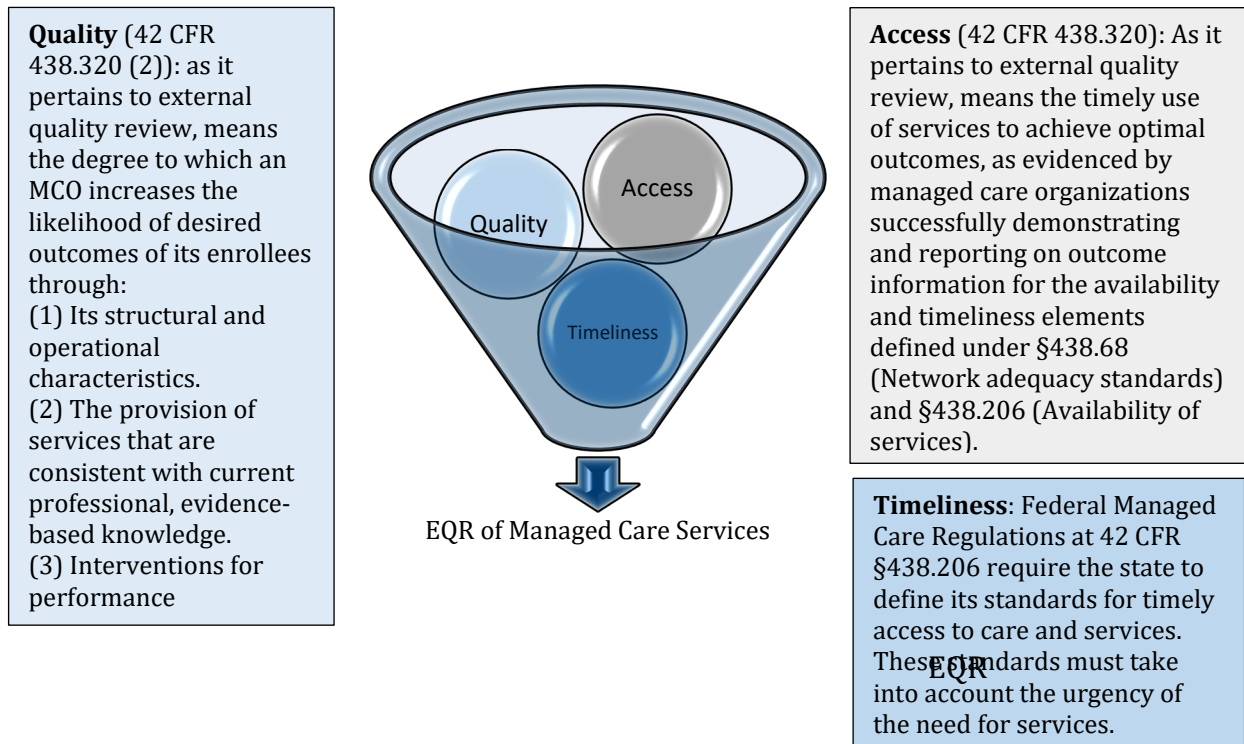 Quality (42 CFR
438.320 (2)): as it
pertains to external
quality review, means
the degree to which an
MCO increases the
likelihood of desired
outcomes of its enrollees
through:
(1) Its structural and
operational
characteristics.
(2) The provision of
services that are
consistent with current
professional, evidence-
based knowledge.
(3) Interventions for
performance
Quality
Access
Timeliness
EQR of Managed Care Services
Access (42 CFR 438.320): As it
pertains to external quality
review, means the timely use
of services to achieve optimal
outcomes, as evidenced by
managed care organizations
successfully demonstrating
and reporting on outcome
information for the availability
and timeliness elements
defined under §438.68
(Network adequacy standards)
and §438.206 (Availability of
services).
Timeliness: Federal Managed
Care Regulations at 42 CFR
§438.206 require the state to
define its standards for timely
access to care and services.
These standards must take
EQR
into account the urgency of
the need for services.